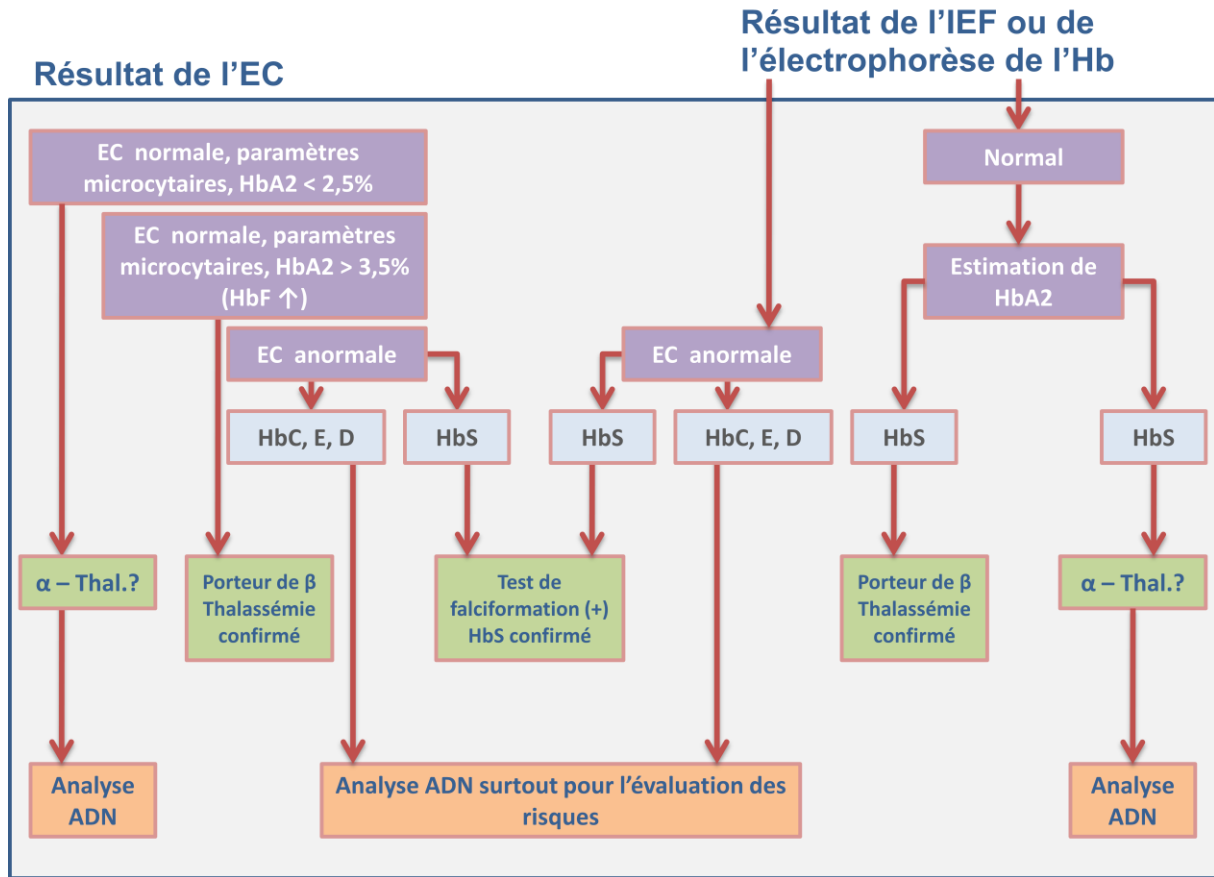 Résultat de l'EC
Résultat de l'IEF ou de
l'électrophorèse de l'Hb
EC normale, paramètres
microcytaires, HbA2 < 2,5%
Normal
EC normale, paramètres
microcytaires, HbA2 > 3,5%
(HbF ↑)
Estimation de
HbA2
EC anormale
EC anormale
HbC, E, D
HbS
HbS
HbC, E, D
HbS
HbS
α – Thal.?
Porteur de β
Thalassémie
confirmé
Test de
falciformation (+)
HbS confirmé
Porteur de β
Thalassémie
confirmé
α – Thal.?
Analyse
ADN
Analyse ADN surtout pour l'évaluation des
risques
Analyse
ADN